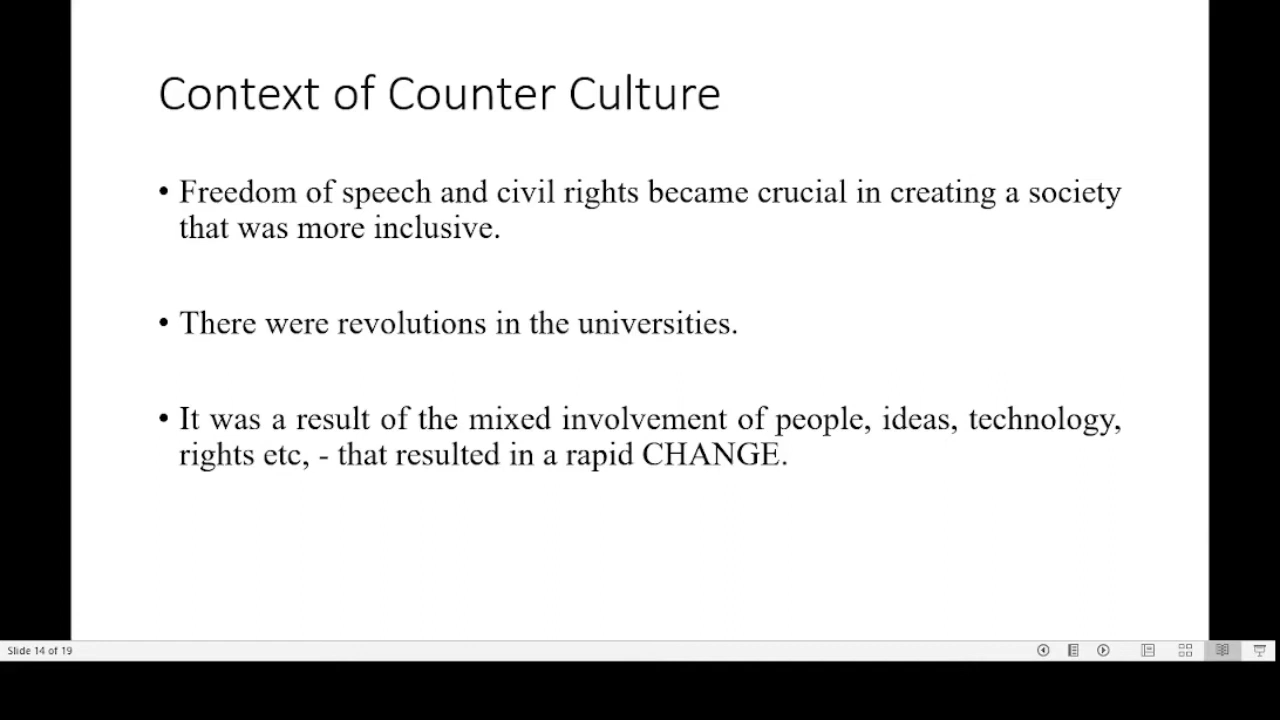 Context of Counter Culture
• Freedom of speech and civil rights became crucial in creating a society
that was more inclusive.
• There were revolutions in the universities.
• It was a result of the mixed involvement of people, ideas, technology,
rights etc, - that resulted in a rapid CHANGE.
Slide 14 of 19